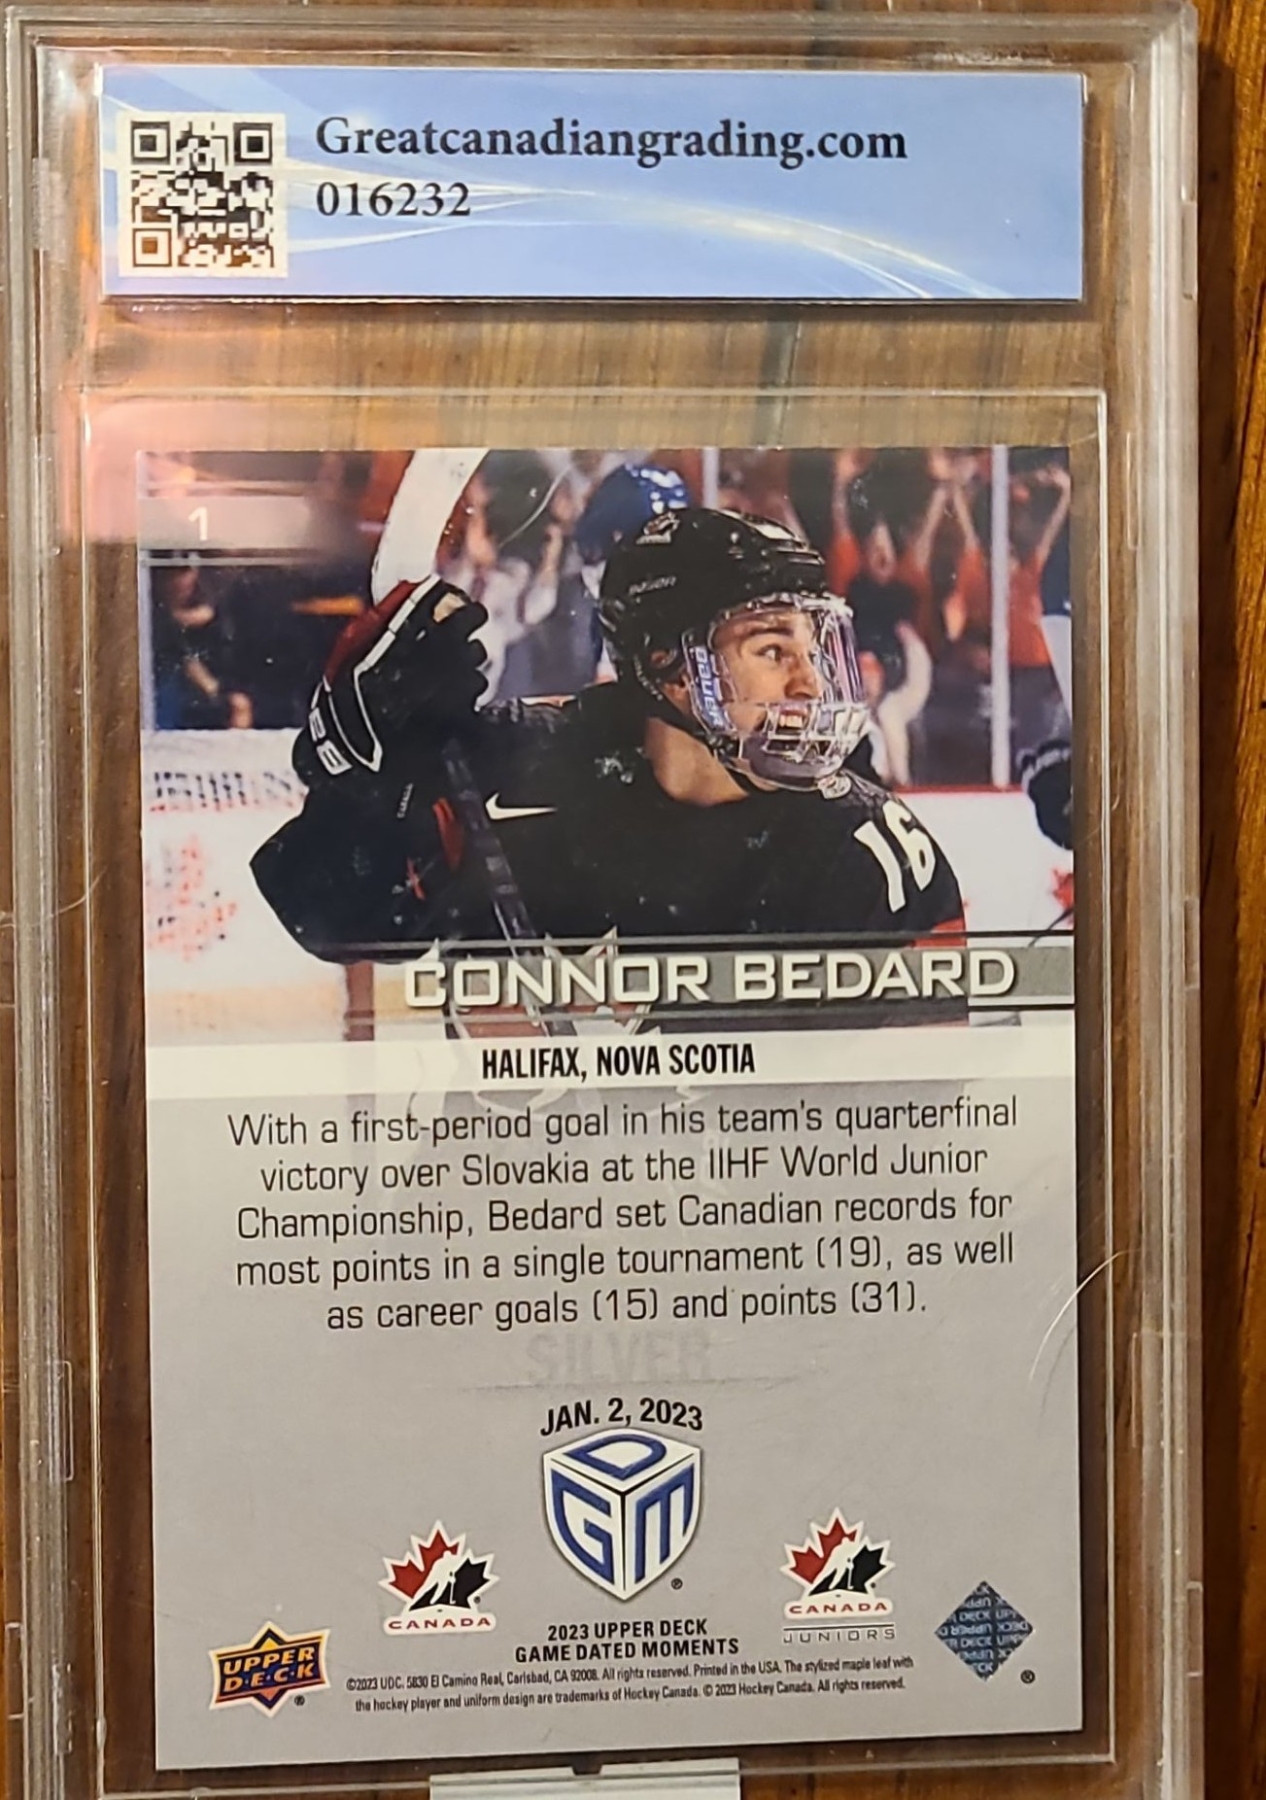 Greatcanadiangrading.com
016232
1
BAUER
16
CONNOR BEDARD
HALIFAX, NOVA SCOTIA
With a first-period goal in his team's quarterfinal
victory over Slovakia at the IIHF World Junior
Championship, Bedard set Canadian records for
most points in a single tournament (19), as well
as career goals (15) and points (31).
SILVER
JAN. 2, 2023
DGM
®
CANADA
CANADA
JUNIORS
UPPER
D·E·C·K
®
2023 UPPER DECK
GAME DATED MOMENTS
©2023 UDC. 5830 El Camino Real, Carlsbad, CA 92008. All rights reserved. Printed in the USA. The stylized maple leaf with
the hockey player and uniform design are trademarks of Hockey Canada. © 2023 Hockey Canada. All rights reserved.
®